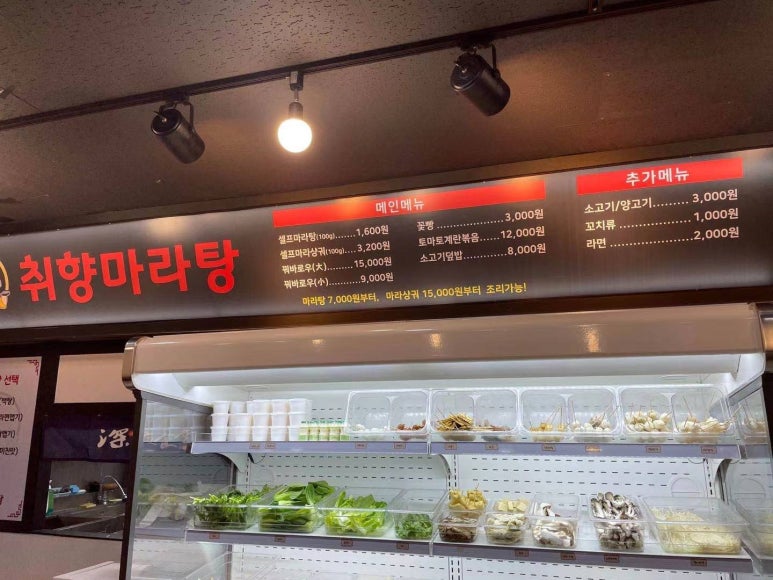 취향마라탕
메인메뉴
셀프마라탕(100g).......1,600원
셀프마라샹궈(100g)....3,200원
꿔바로우(大)...........15,000원
꿔바로우(小)............9,000원
꽃빵 ....................3,000원
토마토계란볶음......12,000원
소고기덮밥.............8,000원
마라탕 7,000원부터, 마라샹궈 15,000원부터 조리가능!
추가메뉴
소고기/양고기.........3,000원
꼬치류 ...................1,000원
라면 .....................2,000원
선택
深